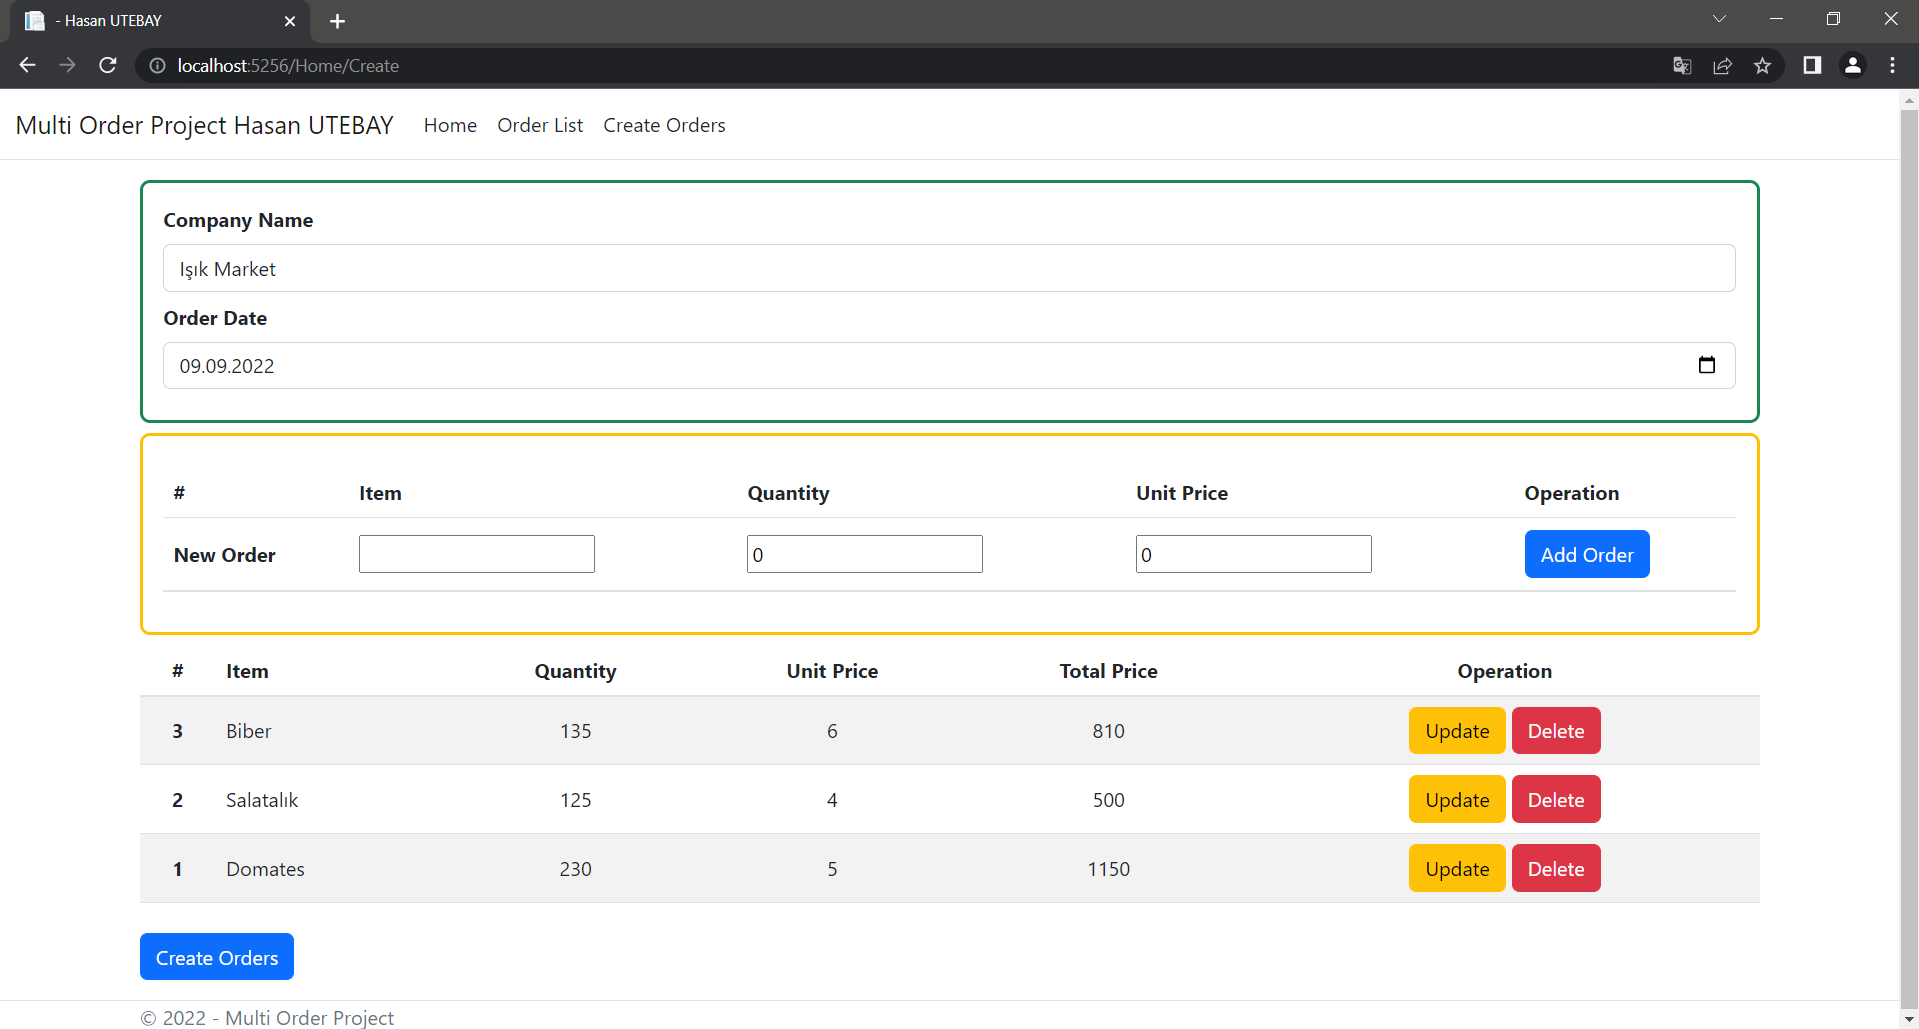 - Hasan UTEBAY
localhost:5256/Home/Create
Multi Order Project Hasan UTEBAY Home Order List Create Orders
Company Name
Işık Market
Order Date
09.09.2022
# Item Quantity Unit Price Operation
New Order 0 0 Add Order
# Item Quantity Unit Price Total Price Operation
3 Biber 135 6 810 Update Delete
2 Salatalık 125 4 500 Update Delete
1 Domates 230 5 1150 Update Delete
Create Orders
© 2022 - Multi Order Project